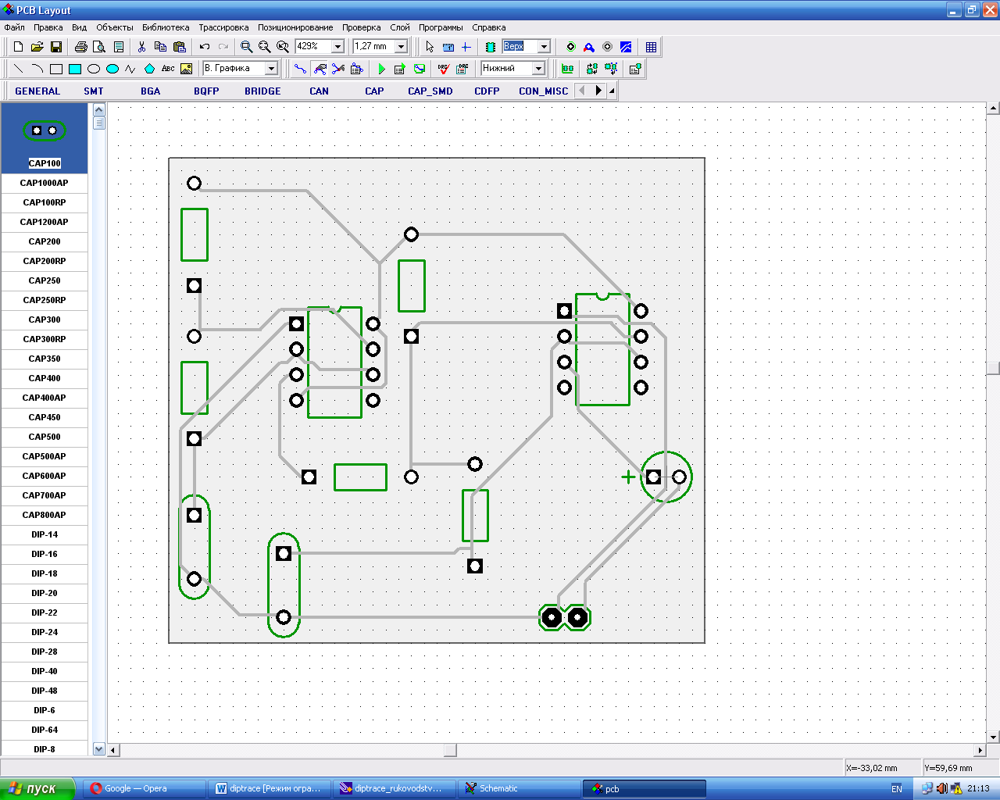 PCB Layout
Файл Правка Вид Объекты Библиотека Трассировка Позиционирование Проверка Слой Программы Справка
429% 1,27 mm Верх
Abc В. Графика DRC DRC Нижний
GENERAL SMT BGA BQFP BRIDGE CAN CAP CAP_SMD CDFP CON_MISC
CAP100
CAP1000AP
CAP100RP
CAP1200AP
CAP200
CAP200RP
CAP250
CAP250RP
CAP300
CAP300RP
CAP350
CAP400
CAP400AP
CAP450
CAP500
CAP500AP
CAP600AP
CAP700AP
CAP800AP
DIP-14
DIP-16
DIP-18
DIP-20
DIP-22
DIP-24
DIP-28
DIP-40
DIP-48
DIP-6
DIP-64
DIP-8
X=-33,02 mm Y=59,69 mm
пуск Google — Opera diptrace [Режим огра... diptrace_rukovodstv... Schematic pcb EN 21:13